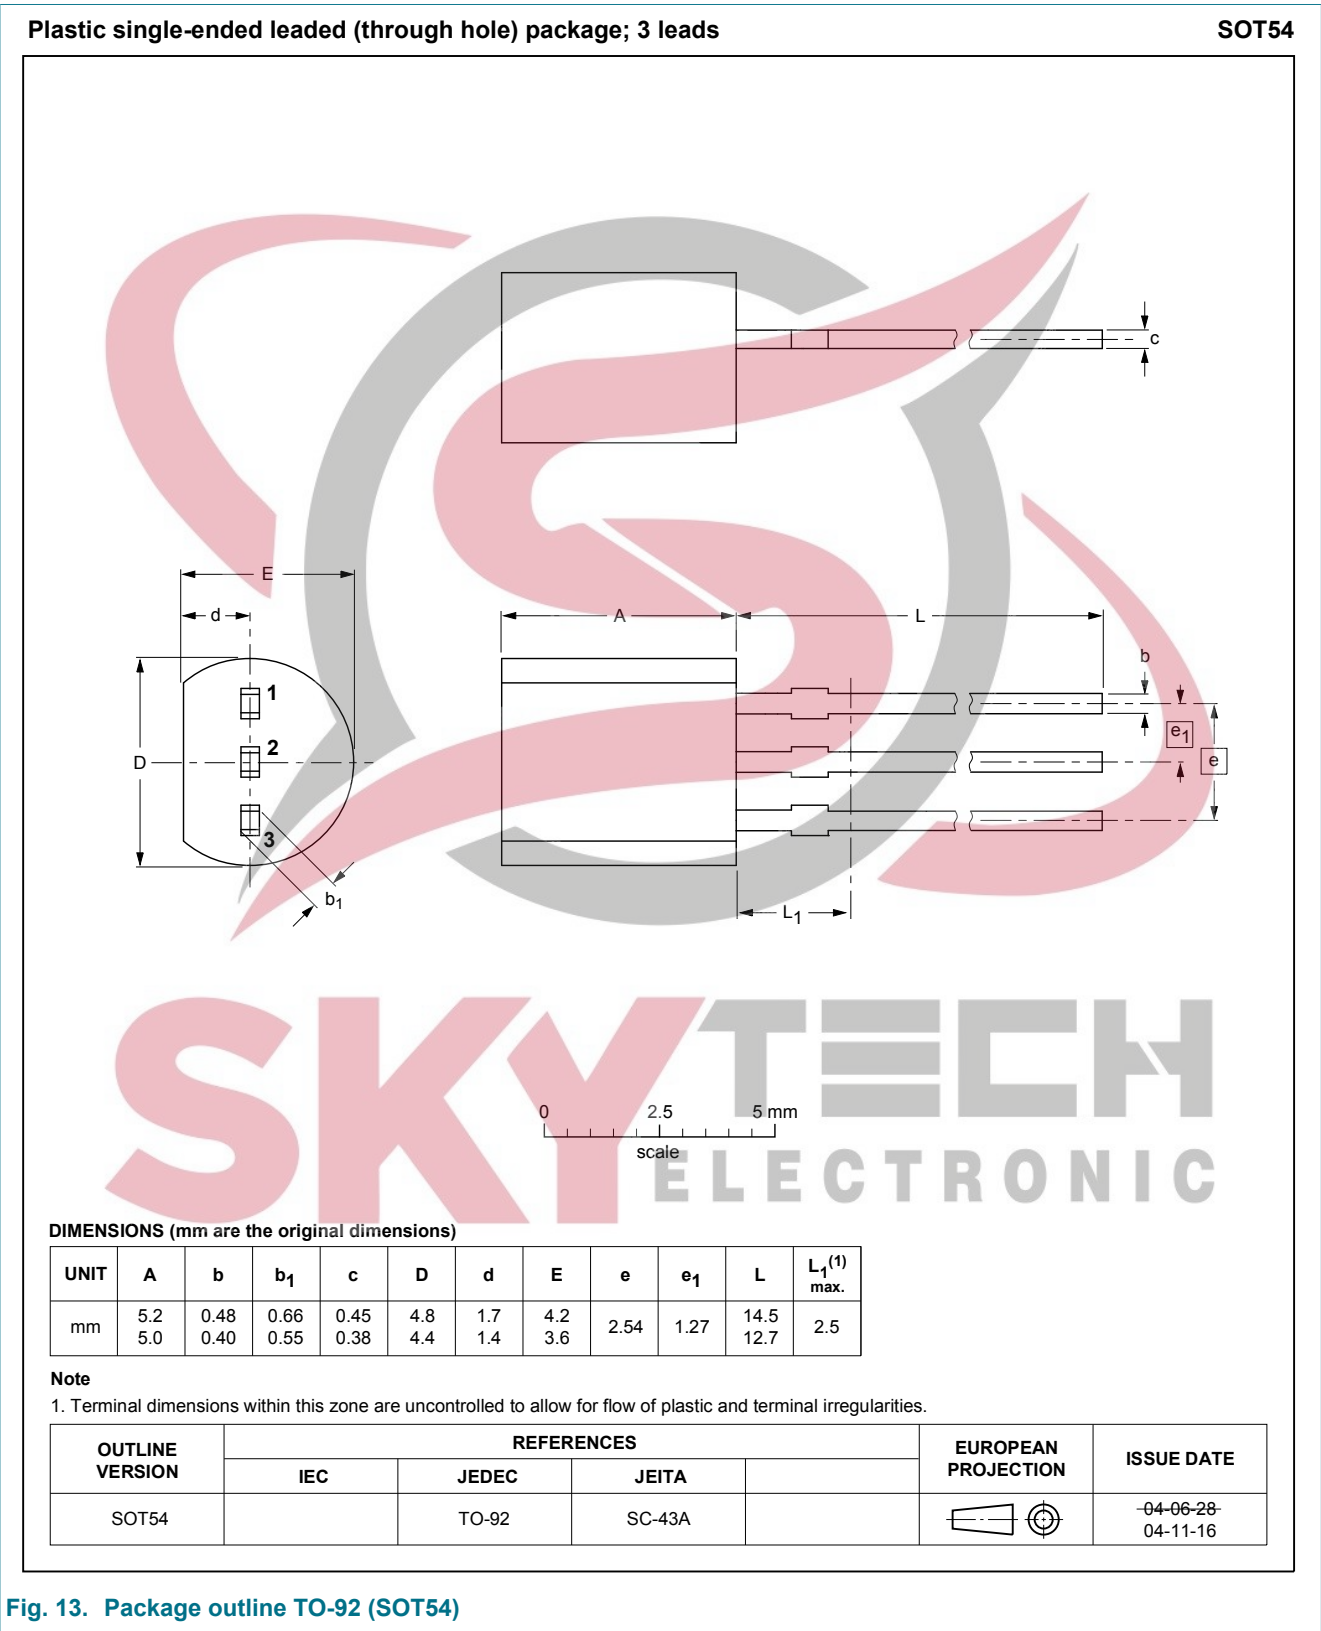 Plastic single-ended leaded (through hole) package; 3 leads SOT54
c
E
d
A
L
b
1
e1
2
D
e
3
b1
L1
SKYTECH
0 2.5 5 mm
scale
ELECTRONIC
DIMENSIONS (mm are the original dimensions)
UNIT A b b1 c D d E e e1 L L1(1) max.
mm 5.2 0.48 0.66 0.45 4.8 1.7 4.2 2.54 1.27 14.5 2.5
5.0 0.40 0.55 0.38 4.4 1.4 3.6 12.7
Note
1. Terminal dimensions within this zone are uncontrolled to allow for flow of plastic and terminal irregularities.
OUTLINE VERSION REFERENCES EUROPEAN PROJECTION ISSUE DATE
IEC JEDEC JEITA
SOT54 TO-92 SC-43A 04-06-28
04-11-16
Fig. 13. Package outline TO-92 (SOT54)